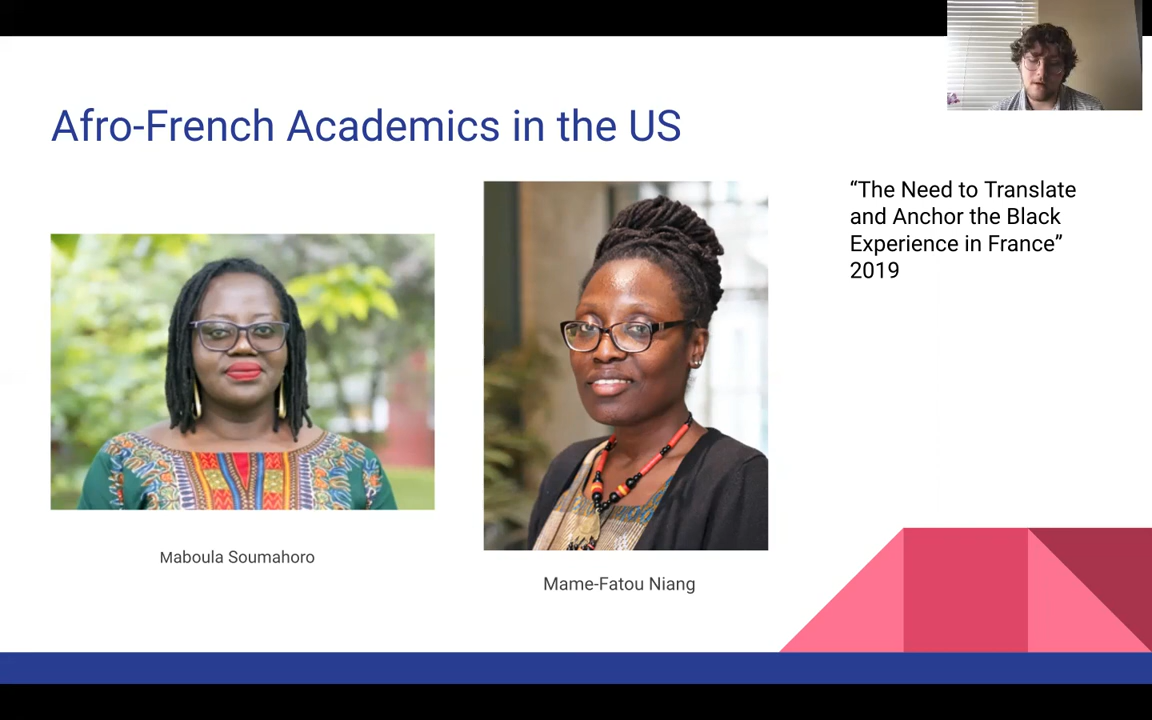 Afro-French Academics in the US
“The Need to Translate
and Anchor the Black
Experience in France”
2019
Maboula Soumahoro
Mame-Fatou Niang